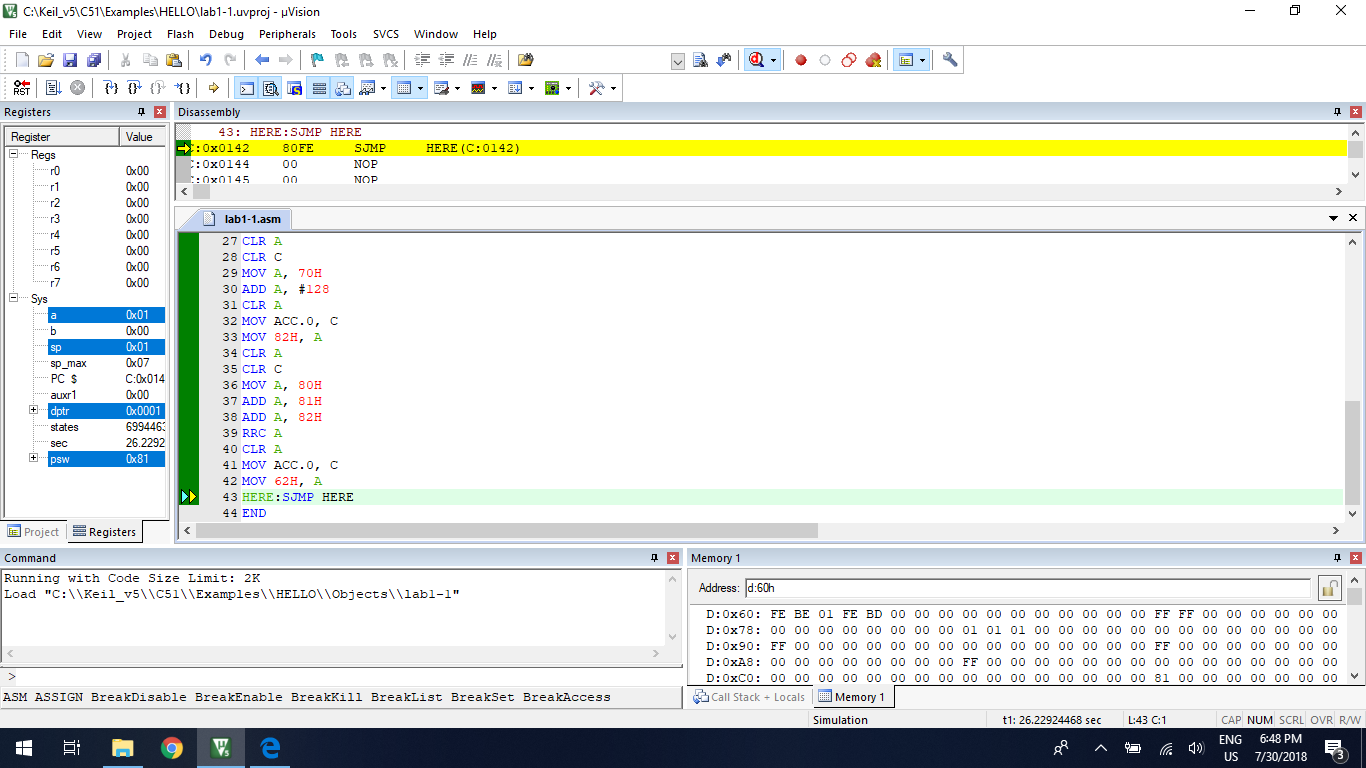 C:\Keil_v5\C51\Examples\HELLO\lab1-1.uvproj - µVision
File Edit View Project Flash Debug Peripherals Tools SVCS Window Help
Registers
Register Value
Regs
r0 0x00
r1 0x00
r2 0x00
r3 0x00
r4 0x00
r5 0x00
r6 0x00
r7 0x00
Sys
a 0x01
b 0x00
sp 0x01
sp_max 0x07
PC $ C:0x014
auxr1 0x00
dptr 0x0001
states 6994463
sec 26.2292
psw 0x81
Project Registers
Disassembly
43: HERE:SJMP HERE
C:0x0142 80FE SJMP HERE(C:0142)
C:0x0144 00 NOP
C:0x0145 00 NOP
lab1-1.asm
27 CLR A
28 CLR C
29 MOV A, 70H
30 ADD A, #128
31 CLR A
32 MOV ACC.0, C
33 MOV 82H, A
34 CLR A
35 CLR C
36 MOV A, 80H
37 ADD A, 81H
38 ADD A, 82H
39 RRC A
40 CLR A
41 MOV ACC.0, C
42 MOV 62H, A
43 HERE:SJMP HERE
44 END
Command
Running with Code Size Limit: 2K
Load "C:\\Keil_v5\\C51\\Examples\\HELLO\\Objects\\lab1-1"
>
ASM ASSIGN BreakDisable BreakEnable BreakKill BreakList BreakSet BreakAccess
Memory 1
Address: d:60h
D:0x60: FE BE 01 FE BD 00 00 00 00 00 00 00 00 00 00 00 FF FF 00 00 00 00 00 00
D:0x78: 00 00 00 00 00 00 00 00 01 01 01 00 00 00 00 00 00 00 00 00 00 00 00 00
D:0x90: FF 00 00 00 00 00 00 00 00 00 00 00 00 00 00 00 FF 00 00 00 00 00 00 00
D:0xA8: 00 00 00 00 00 00 00 00 FF 00 00 00 00 00 00 00 00 00 00 00 00 00 00 00
D:0xC0: 00 00 00 00 00 00 00 00 00 00 00 00 00 00 00 00 81 00 00 00 00 00 00 00
Call Stack + Locals Memory 1
Simulation t1: 26.22924468 sec L:43 C:1 CAP NUM SCRL OVR R/W
ENG US
6:48 PM
7/30/2018
3